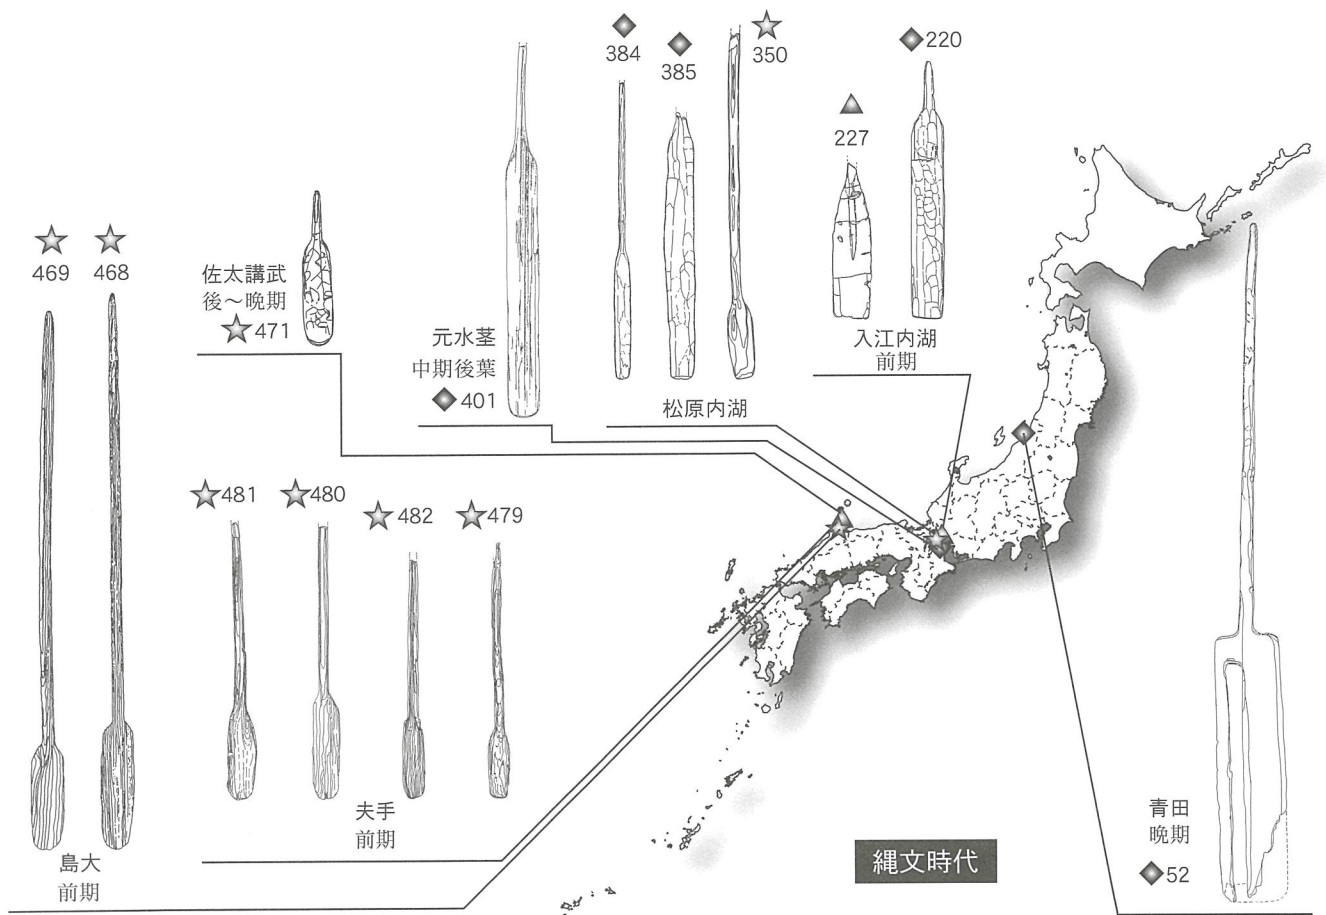 384
385
350
220
227
469
468
佐太講武
後～晩期
471
元水茎
中期後葉
401
松原内湖
入江内湖
前期
481
480
482
479
夫手
前期
島大
前期
青田
晩期
52
縄文時代